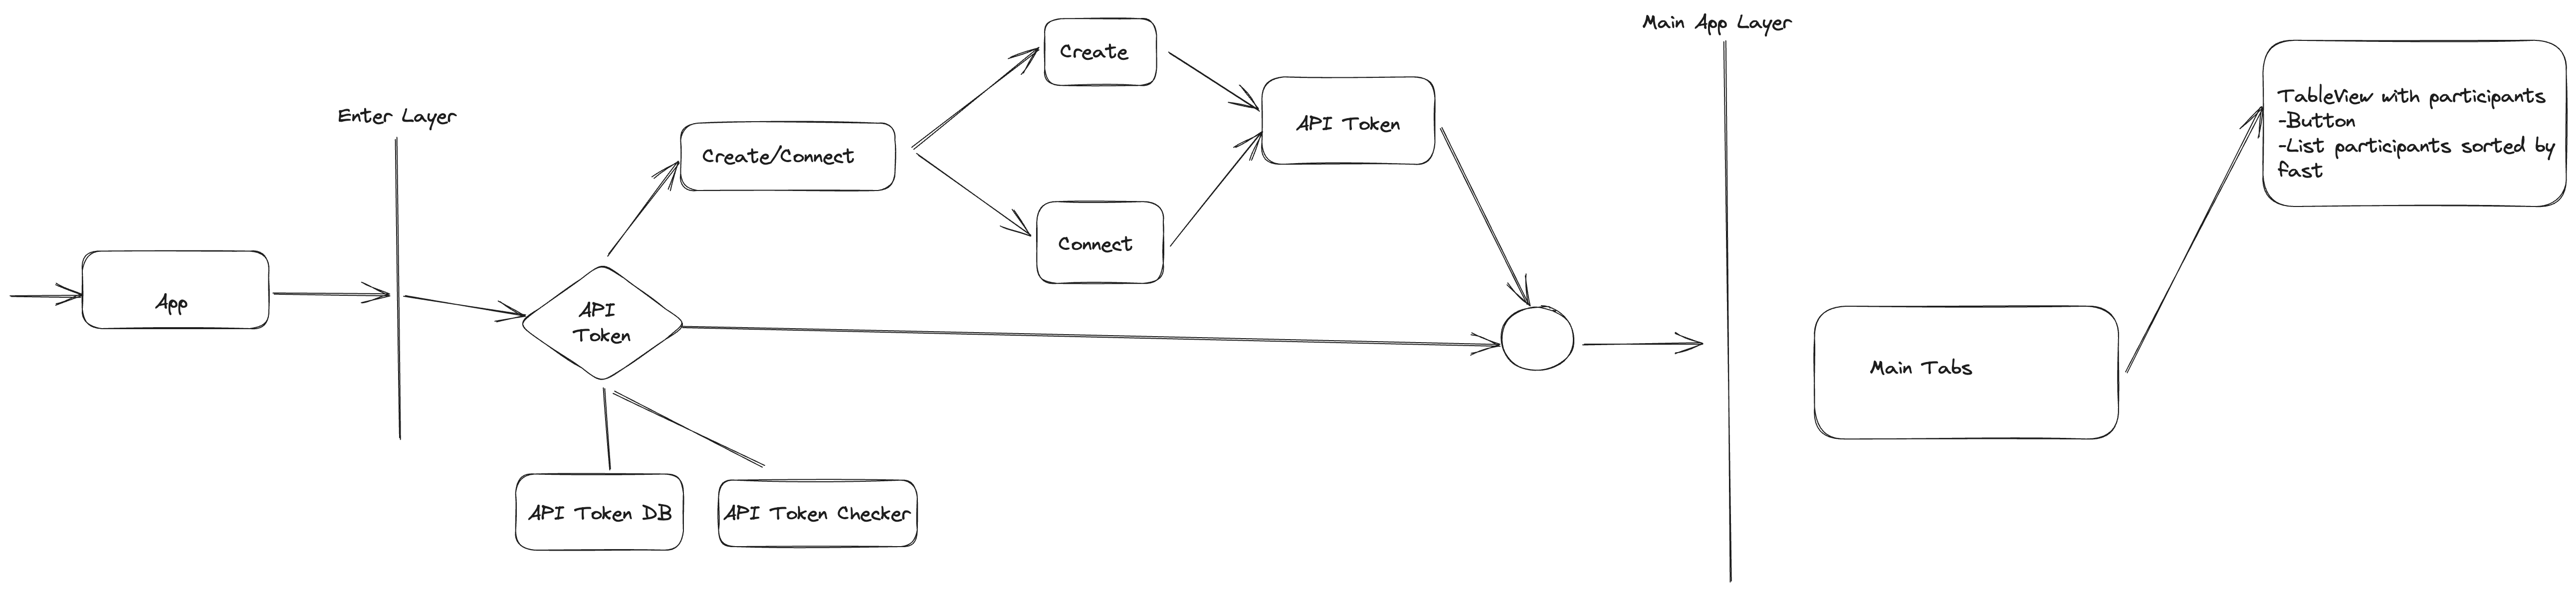 App
Enter Layer
API
Token
API Token DB
API Token Checker
Create/Connect
Create
Connect
API Token
Main App Layer
Main Tabs
TableView with participants
-Button
-List participants sorted by
fast